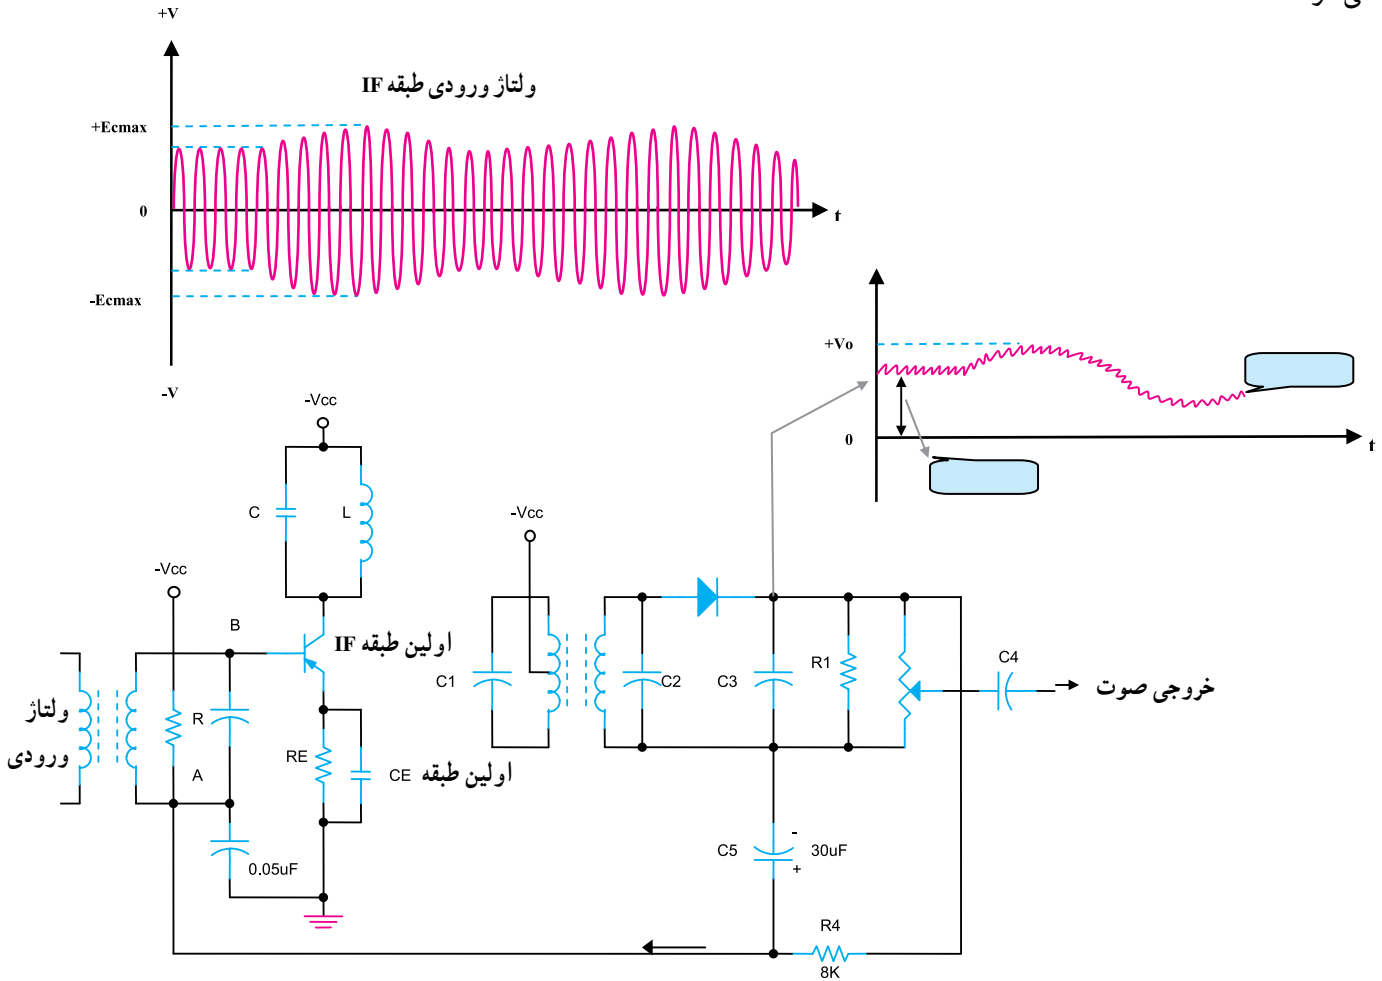 +V
ولتاژ ورودی طبقه IF
+Ecmax
0
t
-Ecmax
-V
+Vo
0
t
-Vcc
C
L
-Vcc
-Vcc
B
اولین طبقه IF
R1
C4
C1
C2
C3
خروجی صوت
ولتاژ
ورودی
R
A
RE
CE
اولین طبقه
C5
-
30uF
+
0.05uF
R4
8K